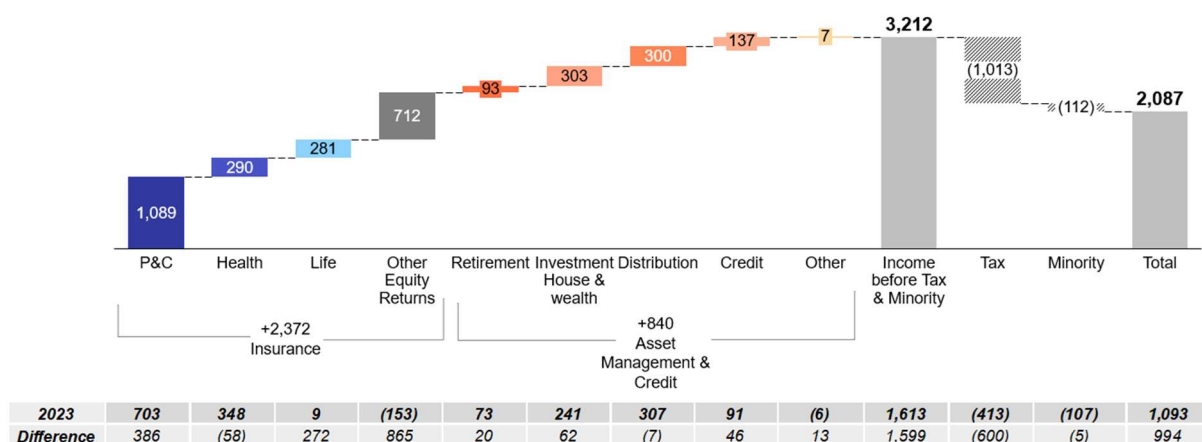 3,212
137
7
300
303
(1,013)
93
712
(112)
2,087
281
290
1,089
P&C Health Life Other Retirement Investment Distribution Credit Other Income Tax Minority Total
Equity House & before Tax
Returns wealth & Minority
+2,372
Insurance
+840
Asset
Management &
Credit
2023 703 348 9 (153) 73 241 307 91 (6) 1,613 (413) (107) 1,093
Difference 386 (58) 272 865 20 62 (7) 46 13 1,599 (600) (5) 994